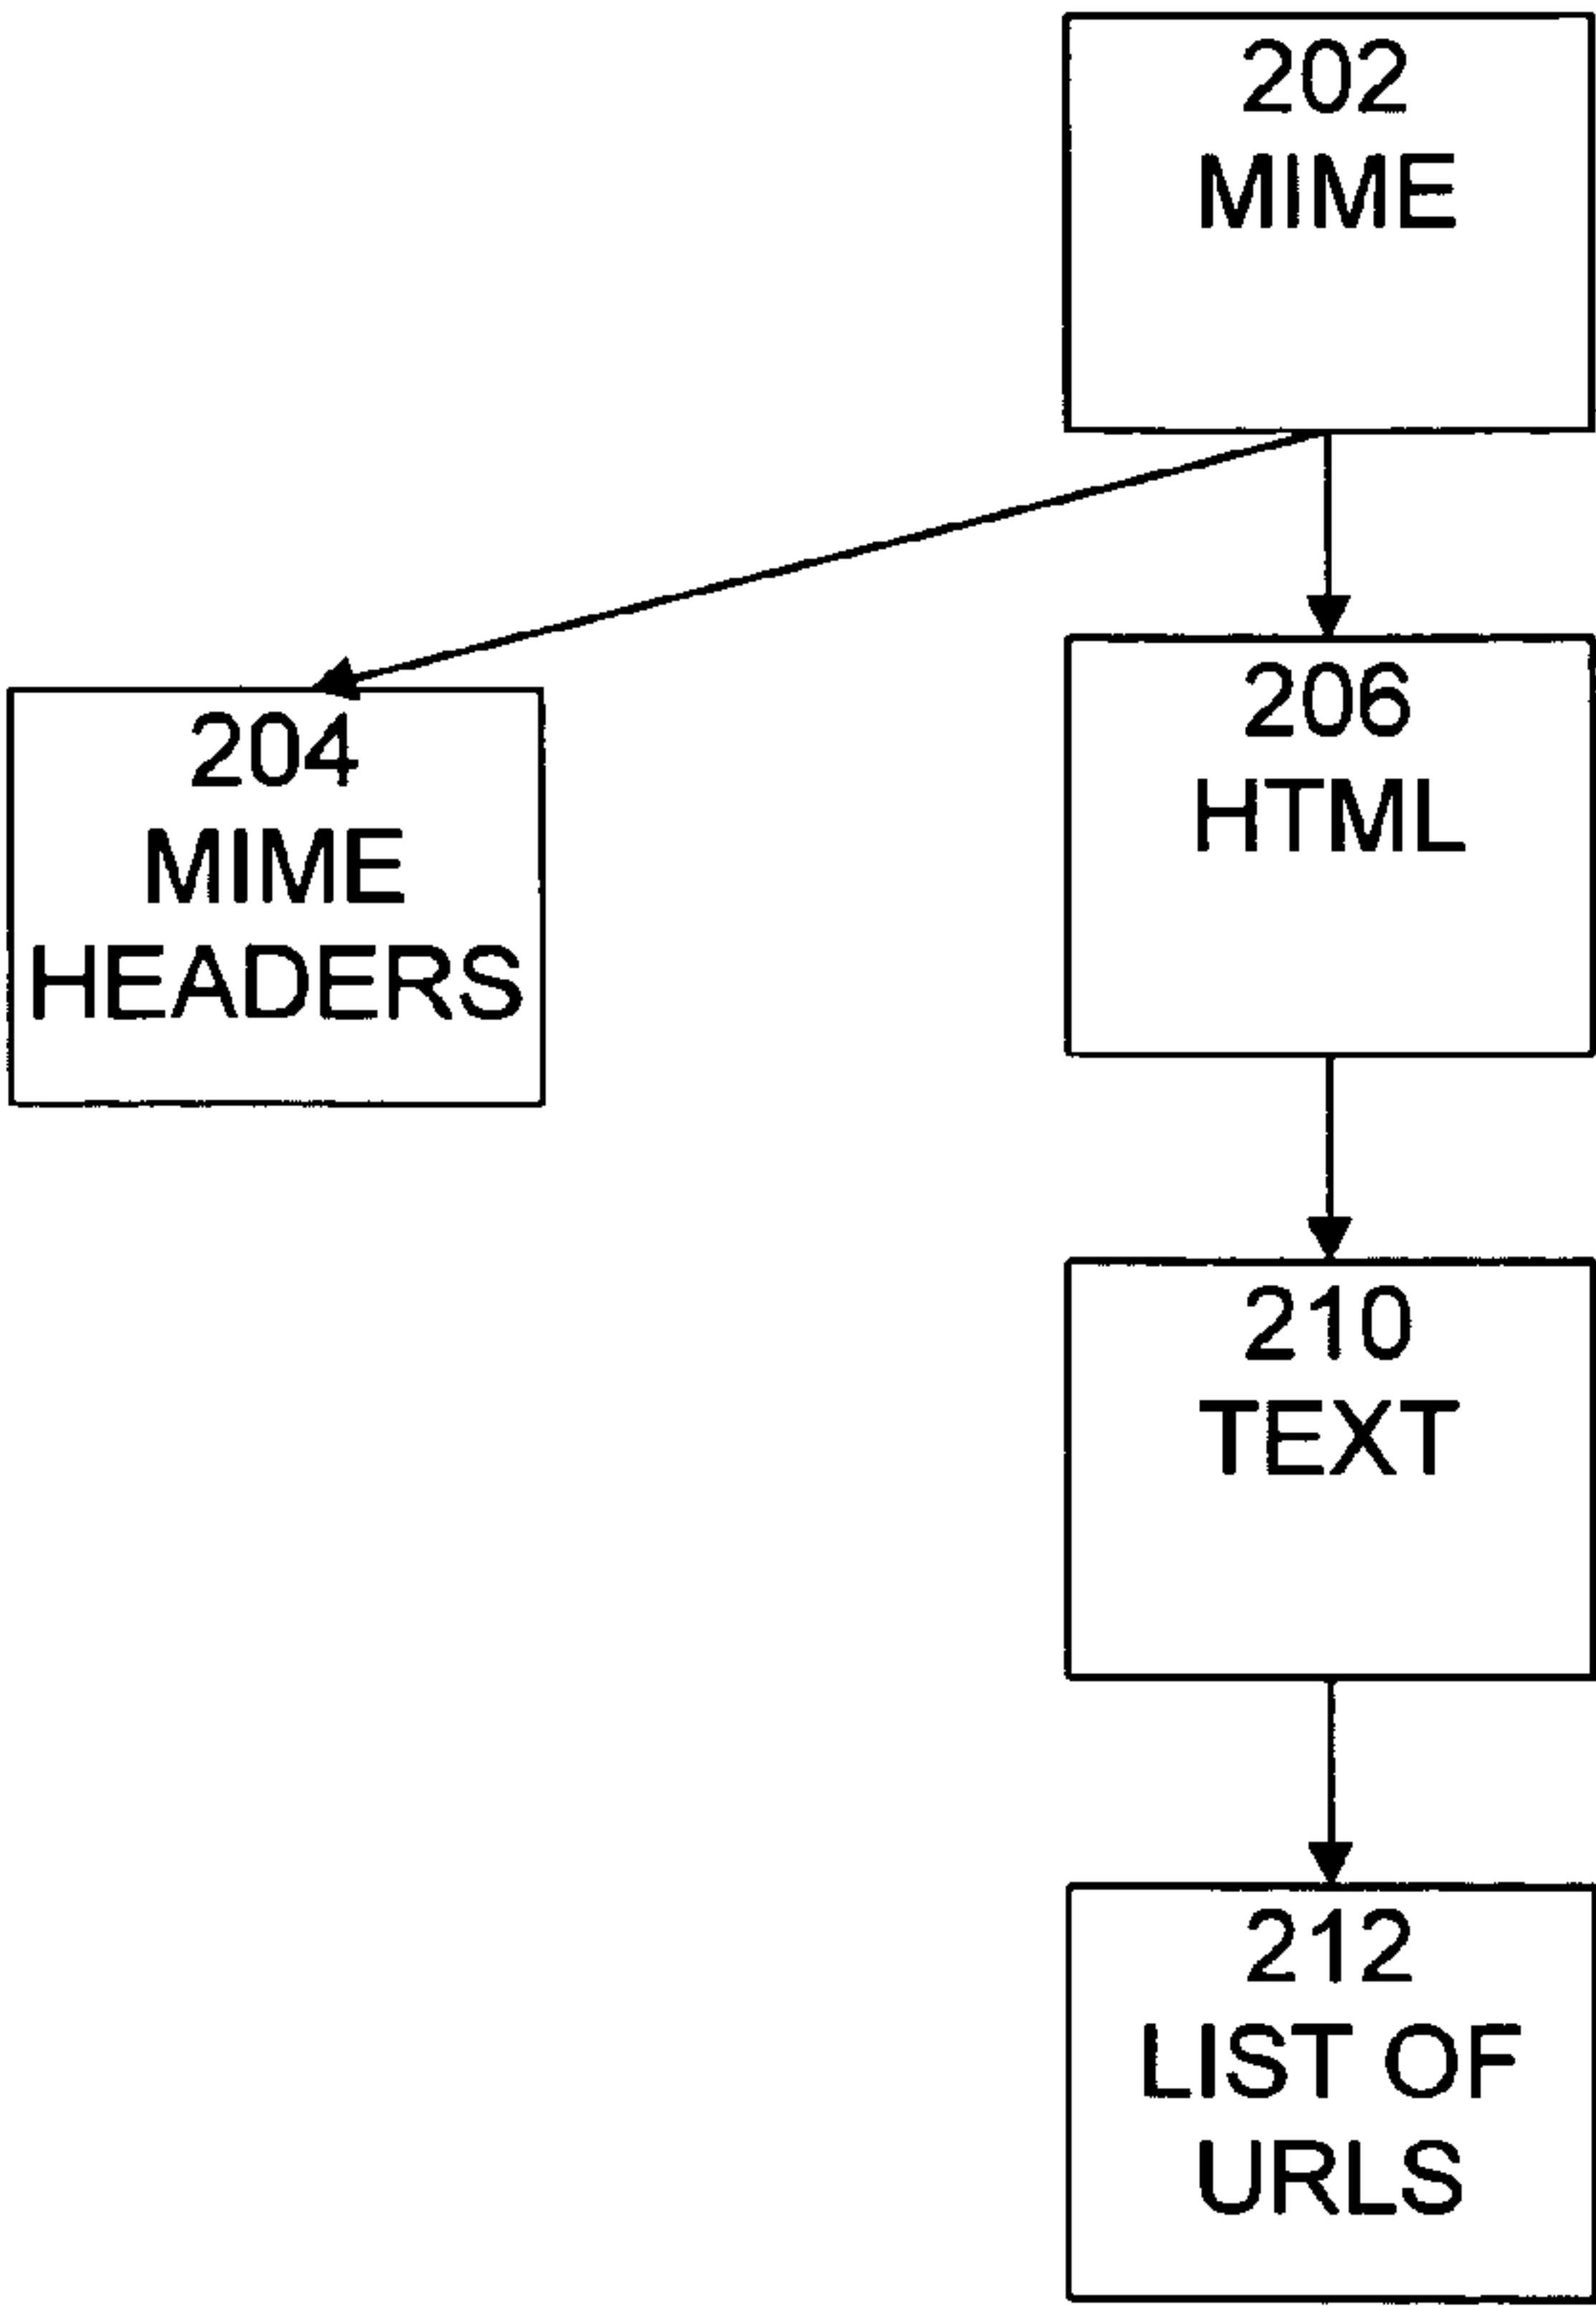 202
MIME
204
MIME
HEADERS
206
HTML
210
TEXT
212
LIST OF
URLS